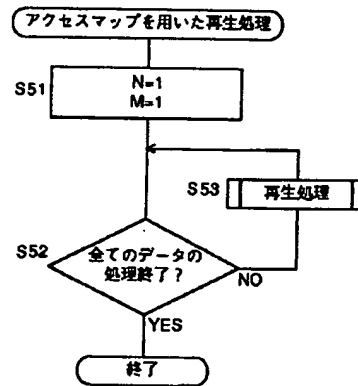 アクセスマップを用いた再生処理
S51
N=1
M=1
S53
再生処理
S52
全てのデータの
処理終了？
NO
YES
終了